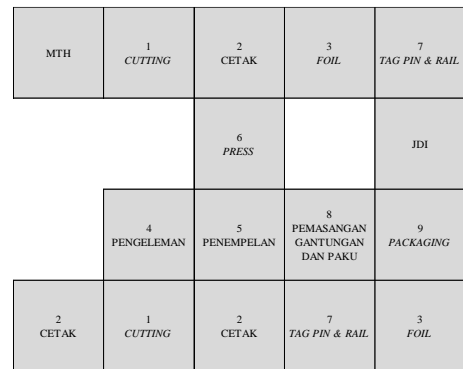 MTH
1
CUTTING
2
CETAK
3
FOIL
7
TAG PIN & RAIL
6
PRESS
JDI
4
PENGELEMAN
5
PENEMPELAN
8
PEMASANGAN
GANTUNGAN
DAN PAKU
9
PACKAGING
2
CETAK
1
CUTTING
2
CETAK
7
TAG PIN & RAIL
3
FOIL